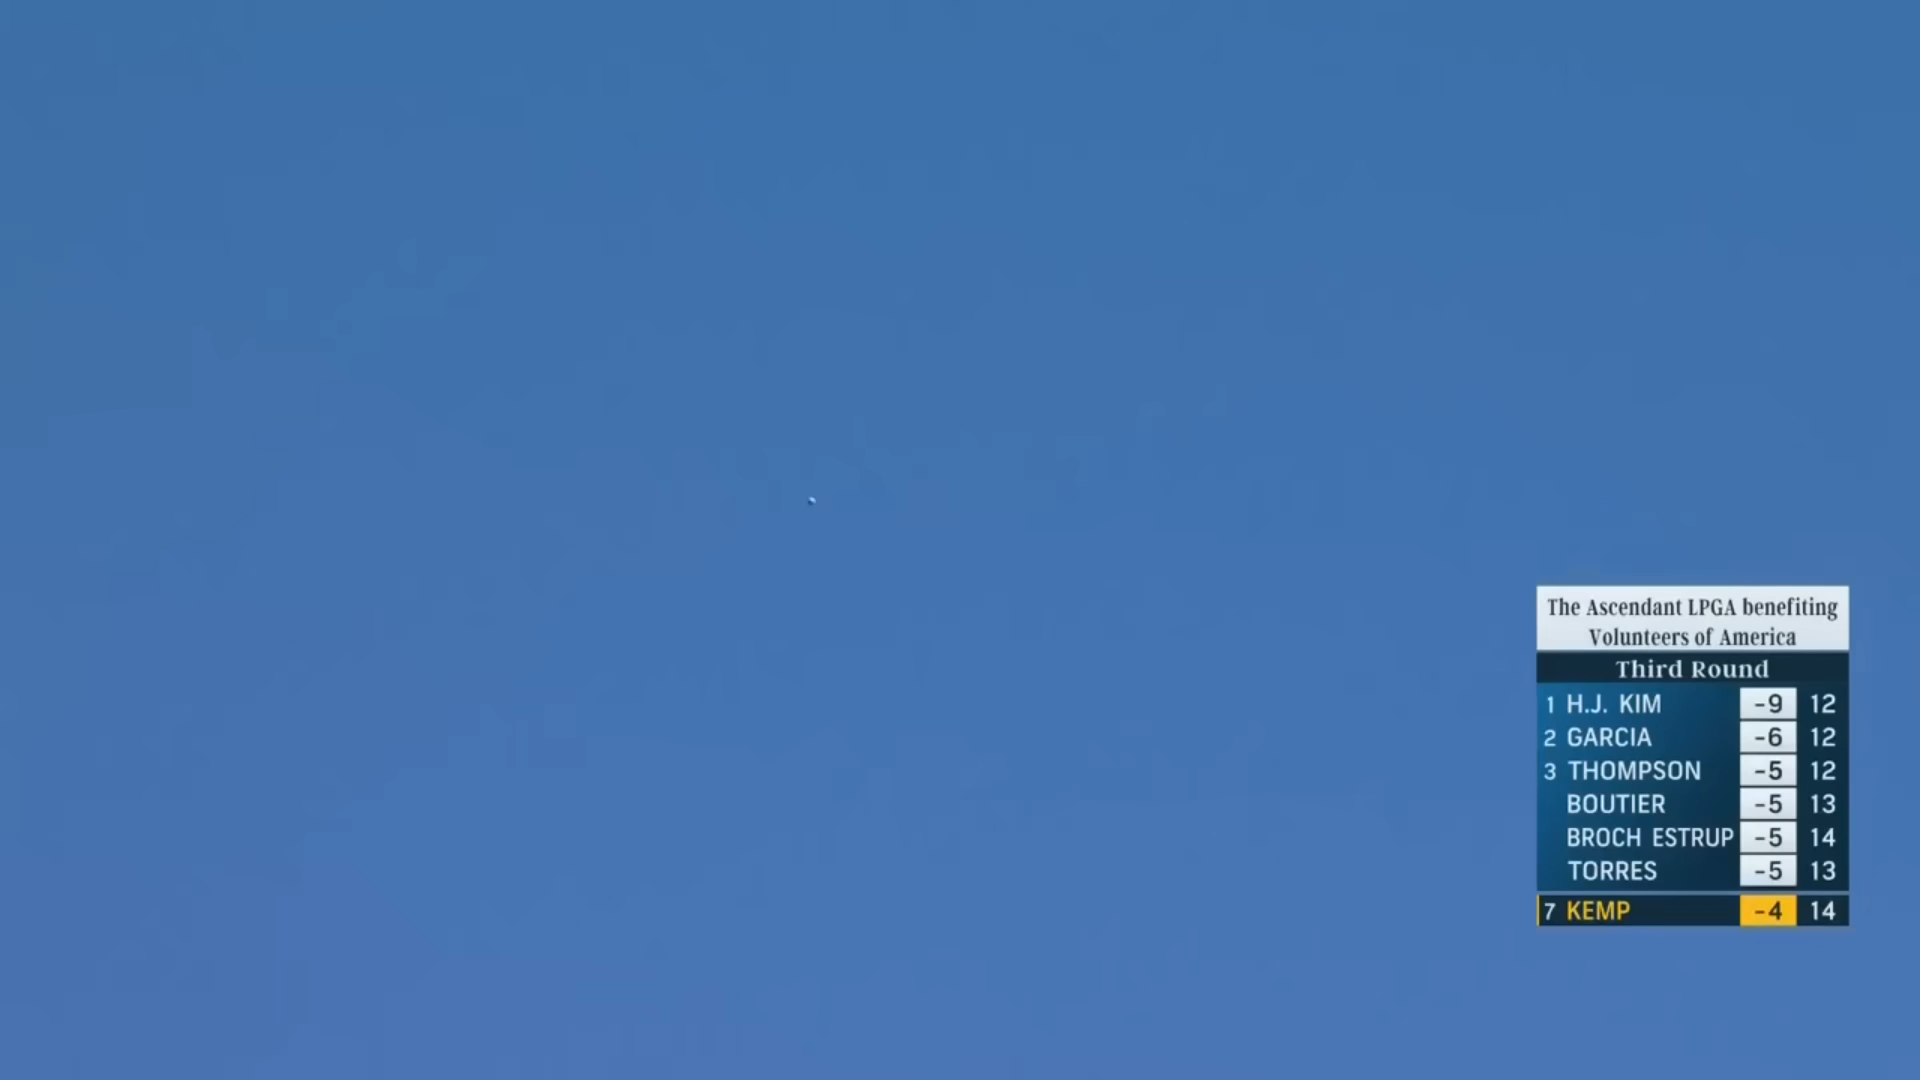 The Ascendant LPGA benefiting
Volunteers of America
Third Round
1 H.J. KIM -9 12
2 GARCIA -6 12
3 THOMPSON -5 12
BOUTIER -5 13
BROCH ESTRUP -5 14
TORRES -5 13
7 KEMP -4 14